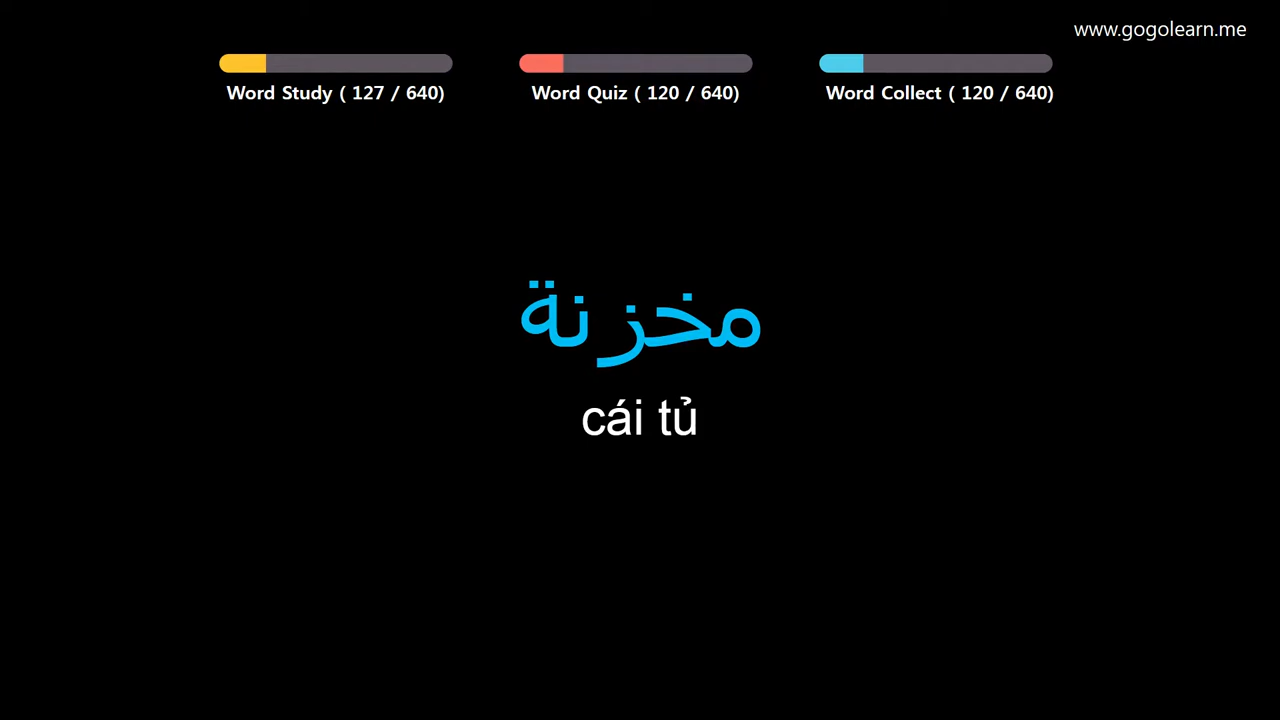 www.gogolearn.me
Word Study ( 127 / 640)
Word Quiz ( 120 / 640)
Word Collect ( 120 / 640)
مخزنة
cái tủ